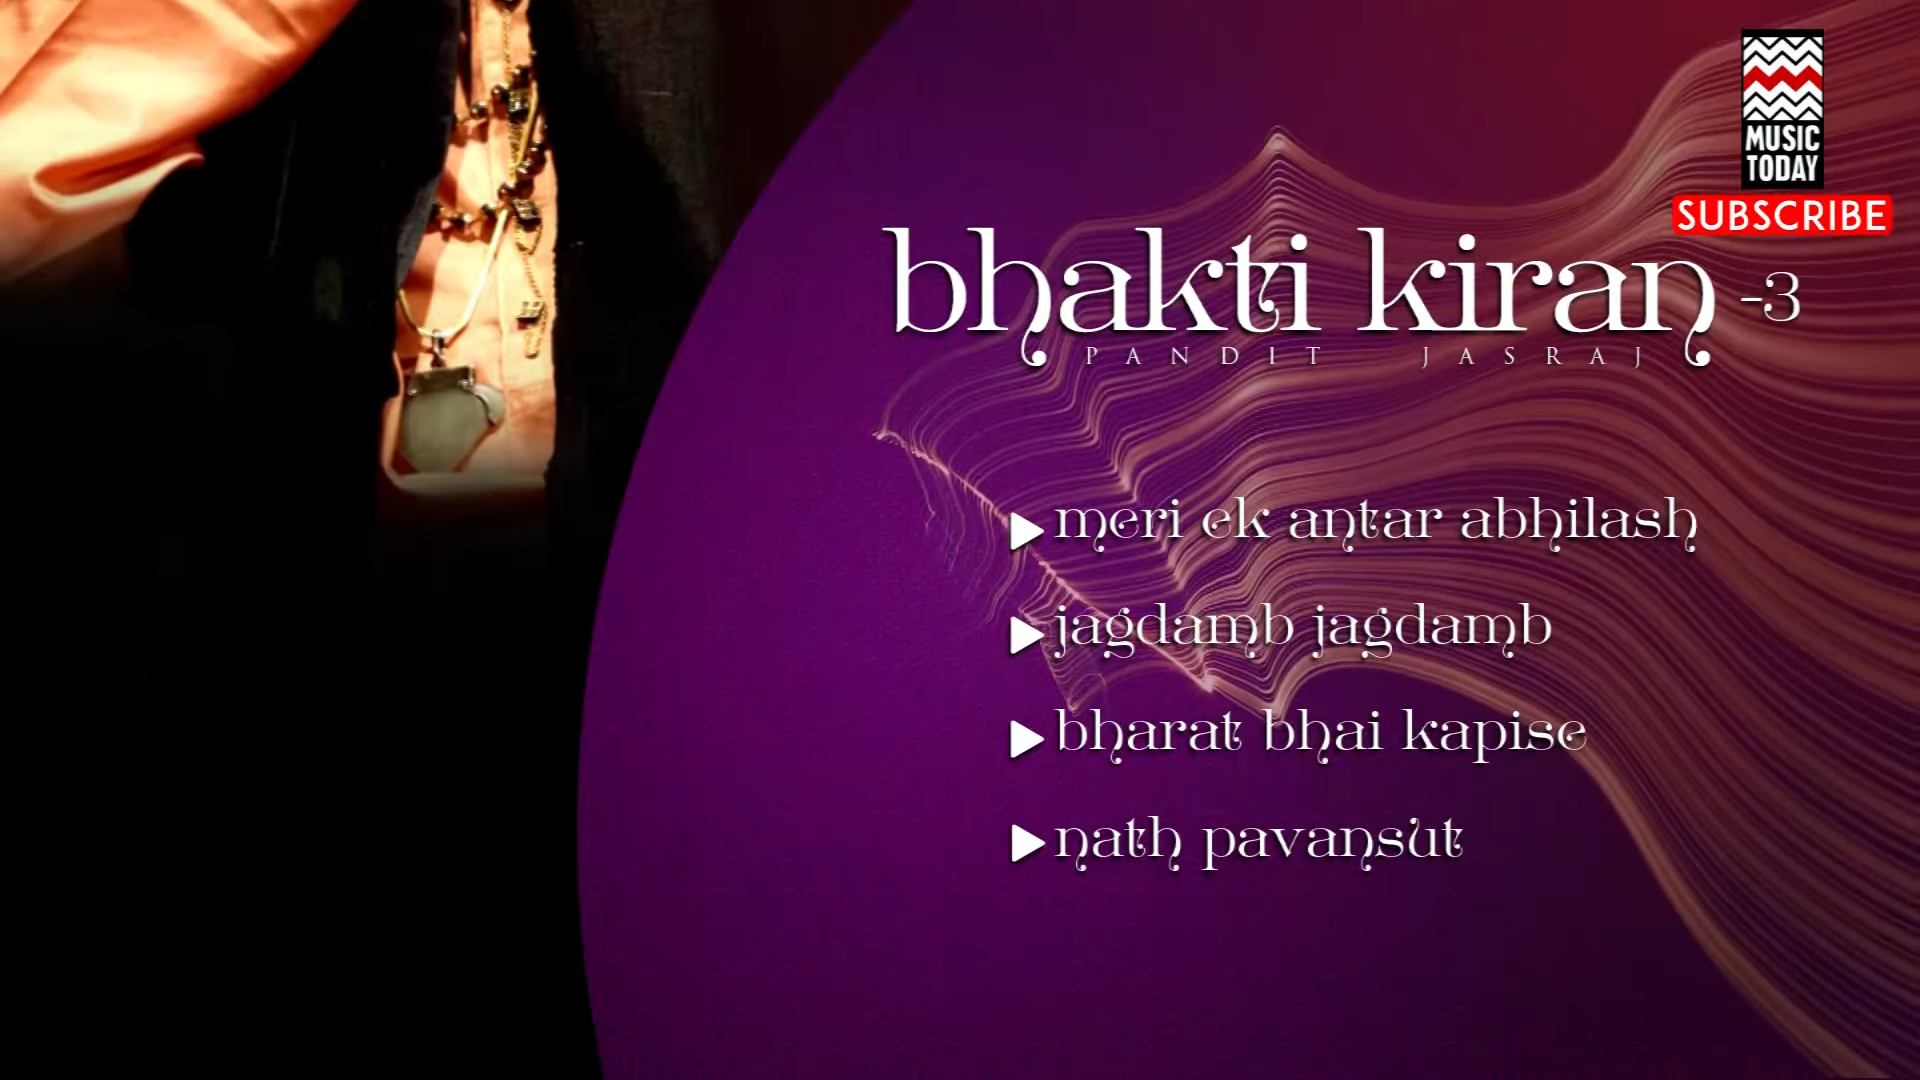 MUSIC
TODAY
SUBSCRIBE
bhakti kiran -3
PANDIT JASRAJ
meri ek antar abhilash
jagdamb jagdamb
bharat bhai kapise
nath pavansut